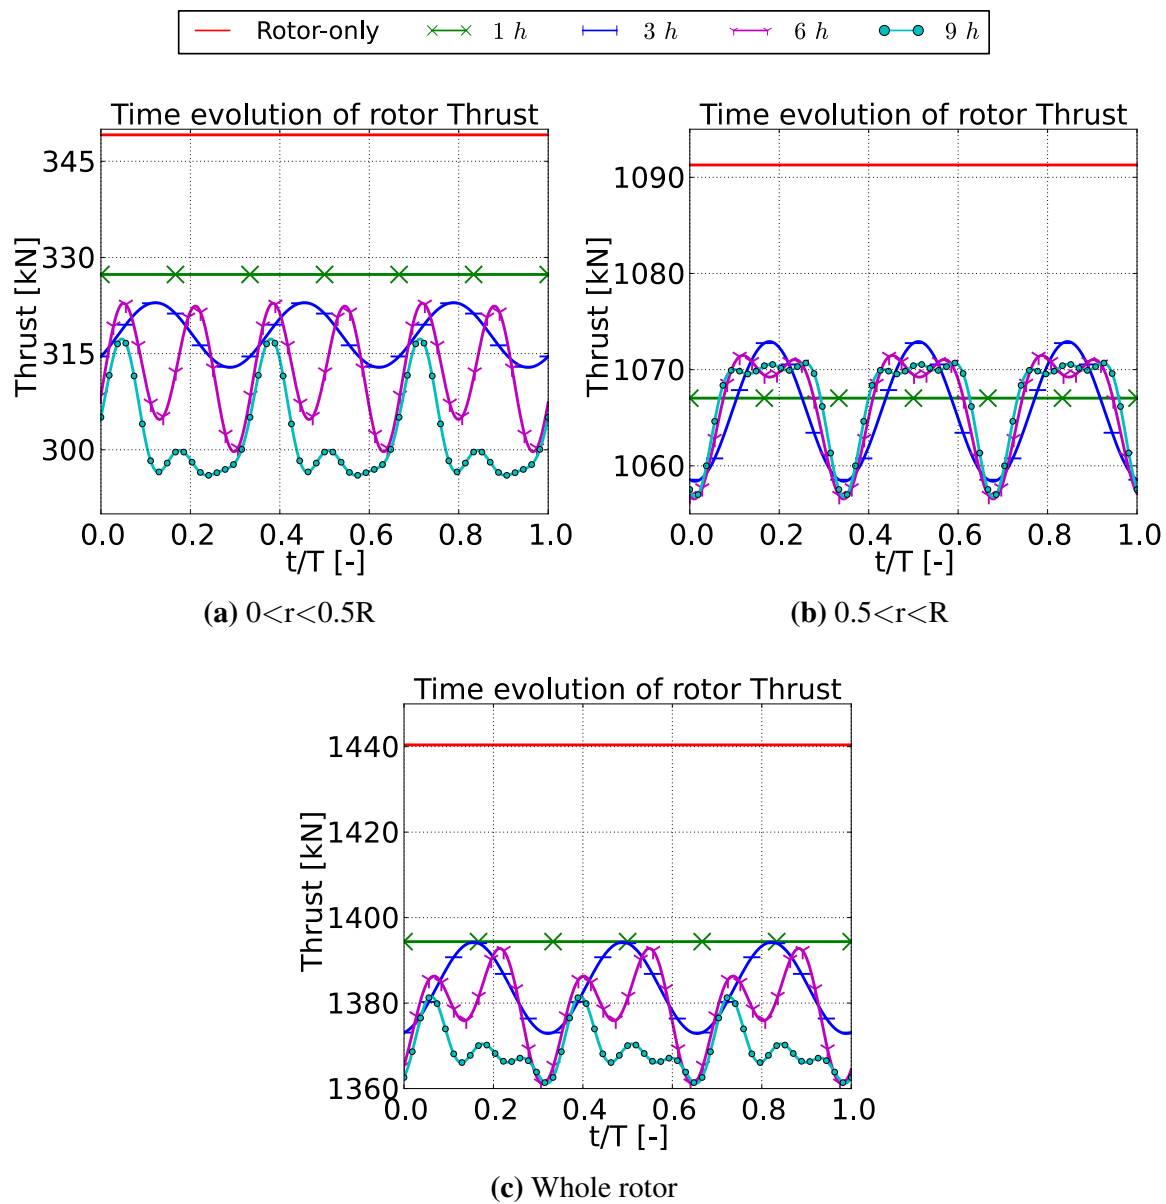 Rotor-only 1 h 3 h 6 h 9 h
Time evolution of rotor Thrust
345
330
315
300
Thrust [kN]
0.0 0.2 0.4 0.6 0.8 1.0
t/T [-]
(a) 0<r<0.5R
Time evolution of rotor Thrust
1090
1080
1070
1060
Thrust [kN]
0.0 0.2 0.4 0.6 0.8 1.0
t/T [-]
(b) 0.5<r<R
Time evolution of rotor Thrust
1440
1420
1400
1380
1360
Thrust [kN]
0.0 0.2 0.4 0.6 0.8 1.0
t/T [-]
(c) Whole rotor